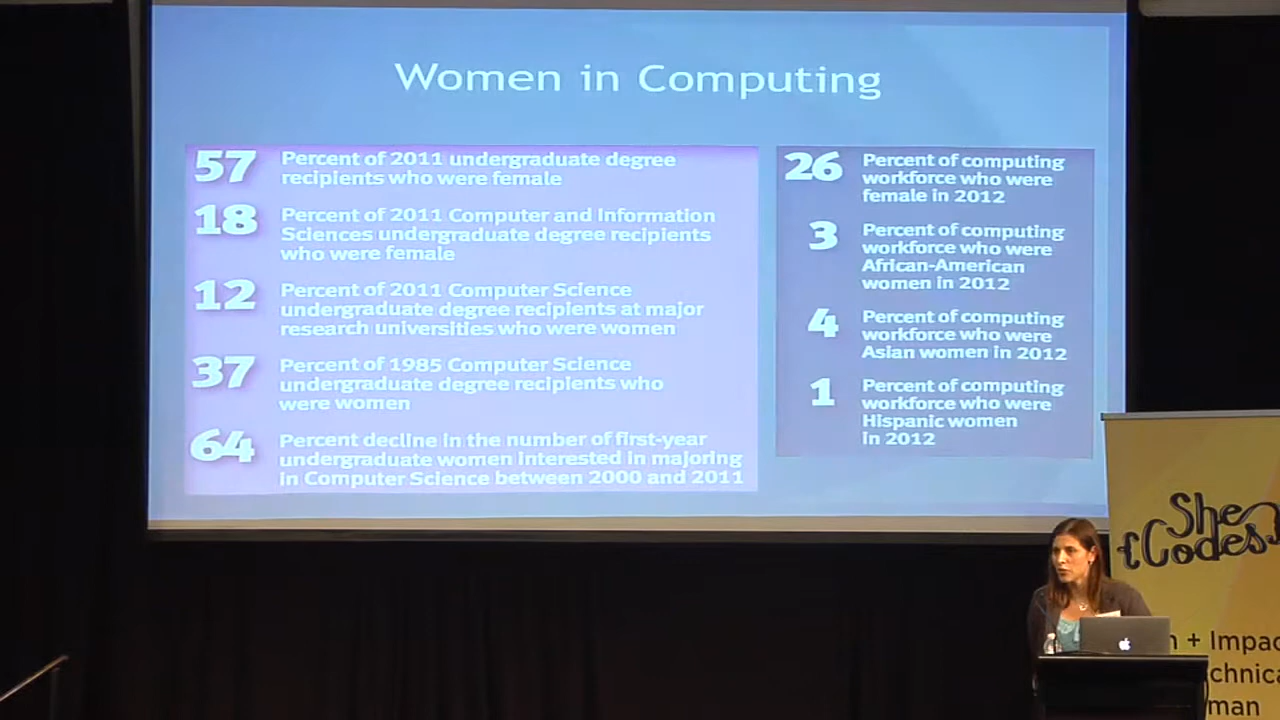 Women in Computing
57 Percent of 2011 undergraduate degree
recipients who were female
18 Percent of 2011 Computer and Information
Sciences undergraduate degree recipients
who were female
12 Percent of 2011 Computer Science
undergraduate degree recipients at major
research universities who were women
37 Percent of 1985 Computer Science
undergraduate degree recipients who
were women
64 Percent decline in the number of first-year
undergraduate women interested in majoring
in Computer Science between 2000 and 2011
26 Percent of computing
workforce who were
female in 2012
3 Percent of computing
workforce who were
African-American
women in 2012
4 Percent of computing
workforce who were
Asian women in 2012
1 Percent of computing
workforce who were
Hispanic women
in 2012
She
{Codes}
+